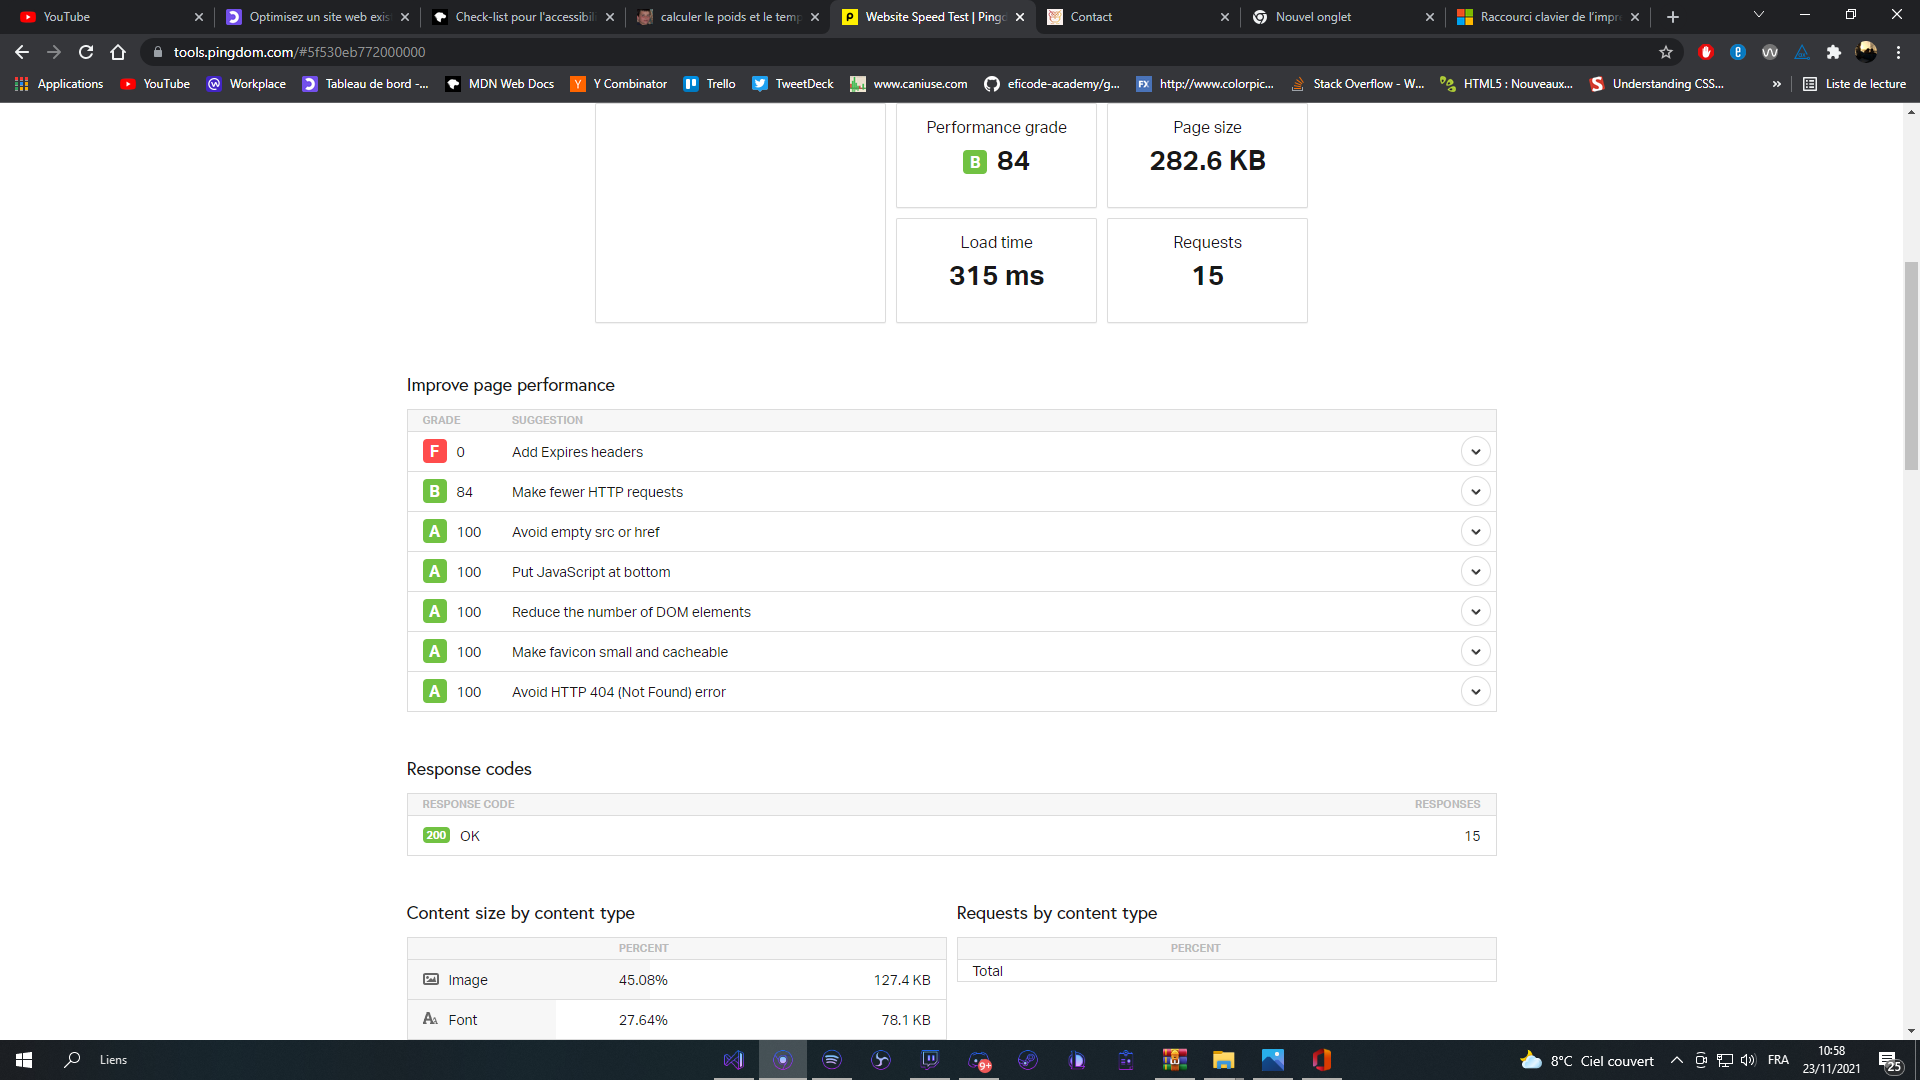 YouTube
Optimisez un site web exis
Check-list pour l'accessibil
calculer le poids et le temp
Website Speed Test | Pingd
Contact
Nouvel onglet
Raccourci clavier de l'impr
tools.pingdom.com/#5f530eb772000000
Applications
YouTube
Workplace
Tableau de bord -...
MDN Web Docs
Y Combinator
Trello
TweetDeck
www.caniuse.com
eficode-academy/g...
http://www.colorpic...
Stack Overflow - W...
HTML5 : Nouveaux...
Understanding CSS...
»
Liste de lecture
Performance grade
B 84
Page size
282.6 KB
Load time
315 ms
Requests
15
Improve page performance
GRADE SUGGESTION
F 0 Add Expires headers
B 84 Make fewer HTTP requests
A 100 Avoid empty src or href
A 100 Put JavaScript at bottom
A 100 Reduce the number of DOM elements
A 100 Make favicon small and cacheable
A 100 Avoid HTTP 404 (Not Found) error
Response codes
RESPONSE CODE RESPONSES
200 OK 15
Content size by content type
PERCENT
Image 45.08% 127.4 KB
Font 27.64% 78.1 KB
Requests by content type
PERCENT
Total
Liens
9+
8°C Ciel couvert
FRA
10:58
23/11/2021
25